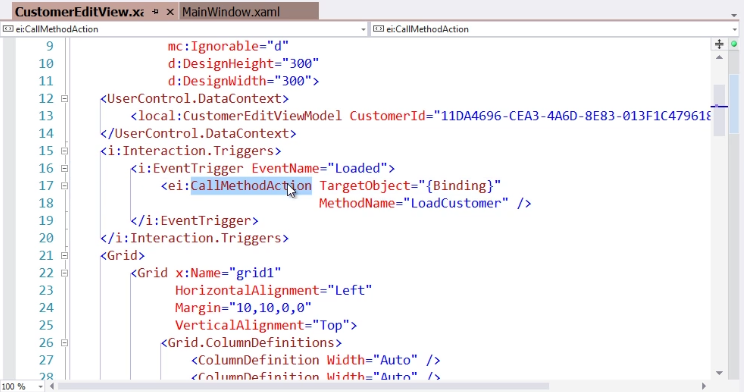 CustomerEditView.xa MainWindow.xaml
ei:CallMethodAction ei:CallMethodAction
9 mc:Ignorable="d"
10 d:DesignHeight="300"
11 d:DesignWidth="300">
12 <UserControl.DataContext>
13 <local:CustomerEditViewModel CustomerId="11DA4696-CEA3-4A6D-8E83-013F1C479618
14 </UserControl.DataContext>
15 <i:Interaction.Triggers>
16 <i:EventTrigger EventName="Loaded">
17 <ei:CallMethodAction TargetObject="{Binding}"
18 MethodName="LoadCustomer" />
19 </i:EventTrigger>
20 </i:Interaction.Triggers>
21 <Grid>
22 <Grid x:Name="grid1"
23 HorizontalAlignment="Left"
24 Margin="10,10,0,0"
25 VerticalAlignment="Top">
26 <Grid.ColumnDefinitions>
27 <ColumnDefinition Width="Auto" />
28 <ColumnDefinition Width="Auto" />
100 %